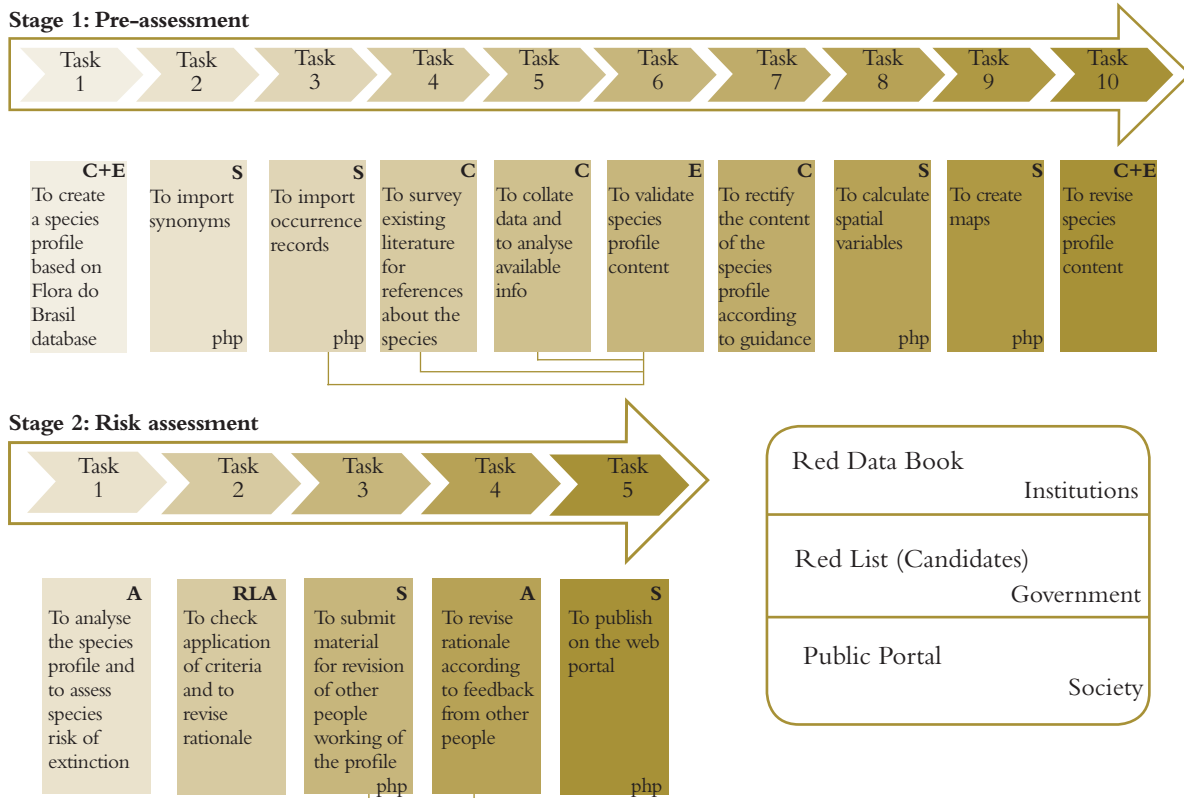 Stage 1: Pre-assessment
Task
1
Task
2
Task
3
Task
4
Task
5
Task
6
Task
7
Task
8
Task
9
Task
10
C+E
To create
a species
profile
based on
Flora do
Brasil
database
S
To import
synonyms
php
S
To import
occurrence
records
php
C
To survey
existing
literature
for
references
about the
species
C
To collate
data and
to analyse
available
info
E
To validate
species
profile
content
C
To rectify
the content
of the
species
profile
according
to guidance
S
To calculate
spatial
variables
php
S
To create
maps
php
C+E
To revise
species
profile
content
Stage 2: Risk assessment
Task
1
Task
2
Task
3
Task
4
Task
5
A
To analyse
the species
profile and
to assess
species
risk of
extinction
RLA
To check
application
of criteria
and to
revise
rationale
S
To submit
material
for revision
of other
people
working of
the profile
php
A
To revise
rationale
according
to feedback
from other
people
S
To publish
on the web
portal
php
Red Data Book
Institutions
Red List (Candidates)
Government
Public Portal
Society